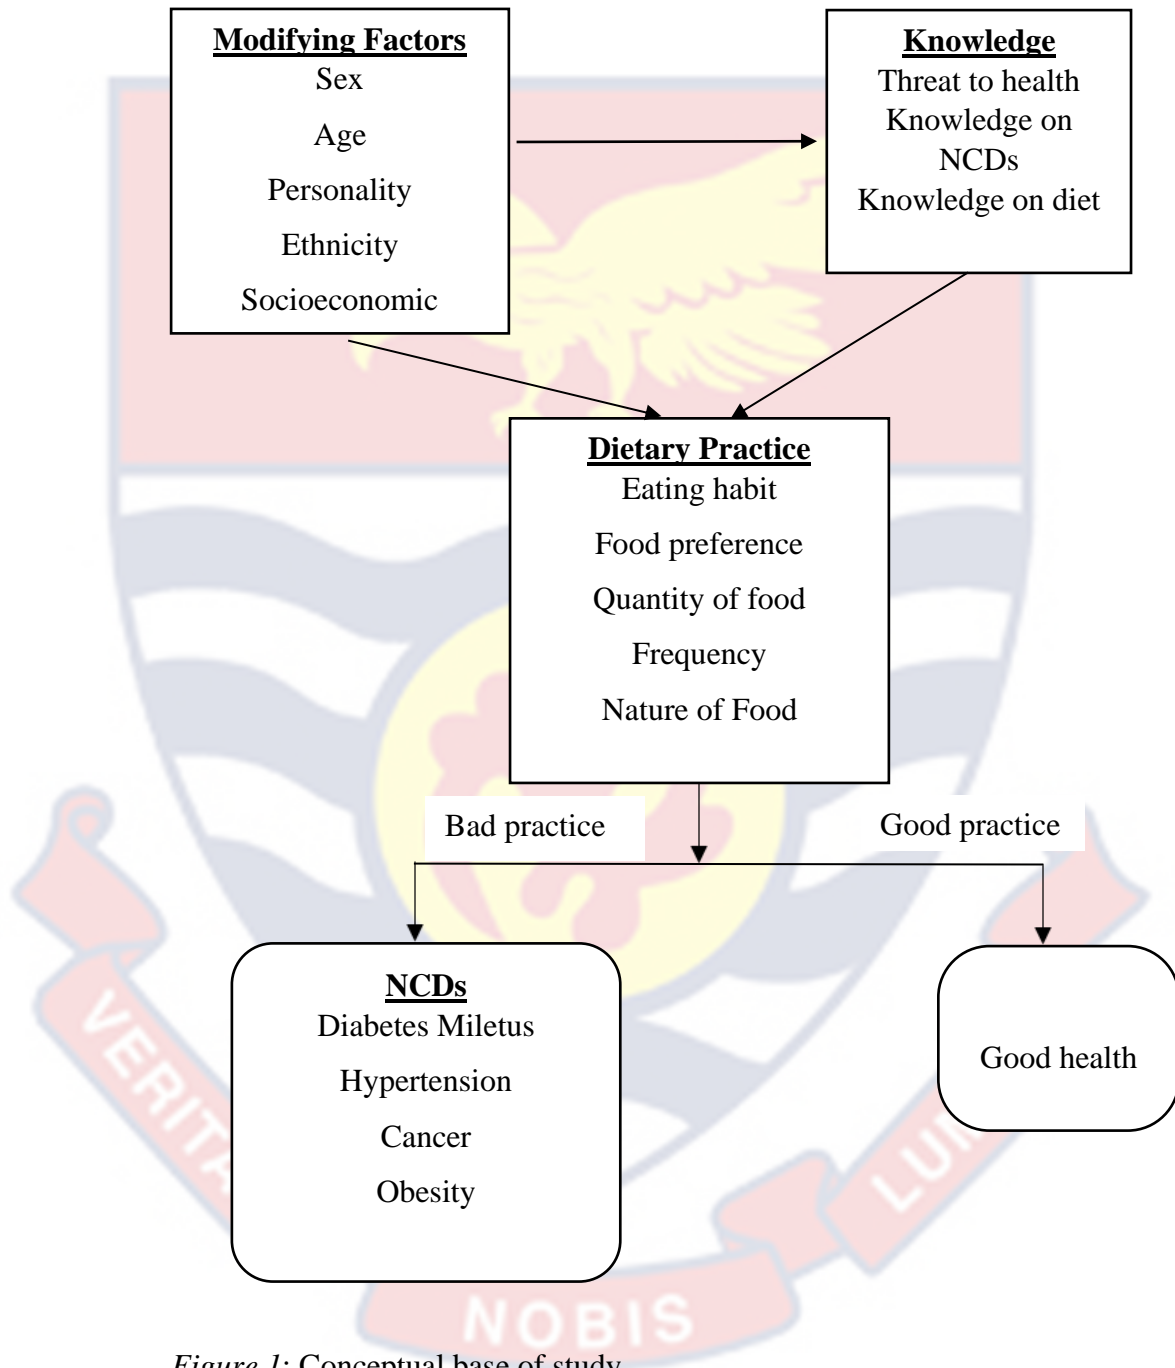 Modifying Factors
Sex
Age
Personality
Ethnicity
Socioeconomic
Knowledge
Threat to health
Knowledge on
NCDs
Knowledge on diet
Dietary Practice
Eating habit
Food preference
Quantity of food
Frequency
Nature of Food
Bad practice
Good practice
NCDs
Diabetes Miletus
Hypertension
Cancer
Obesity
Good health
NOBIS
Figure 1: Conceptual base of study